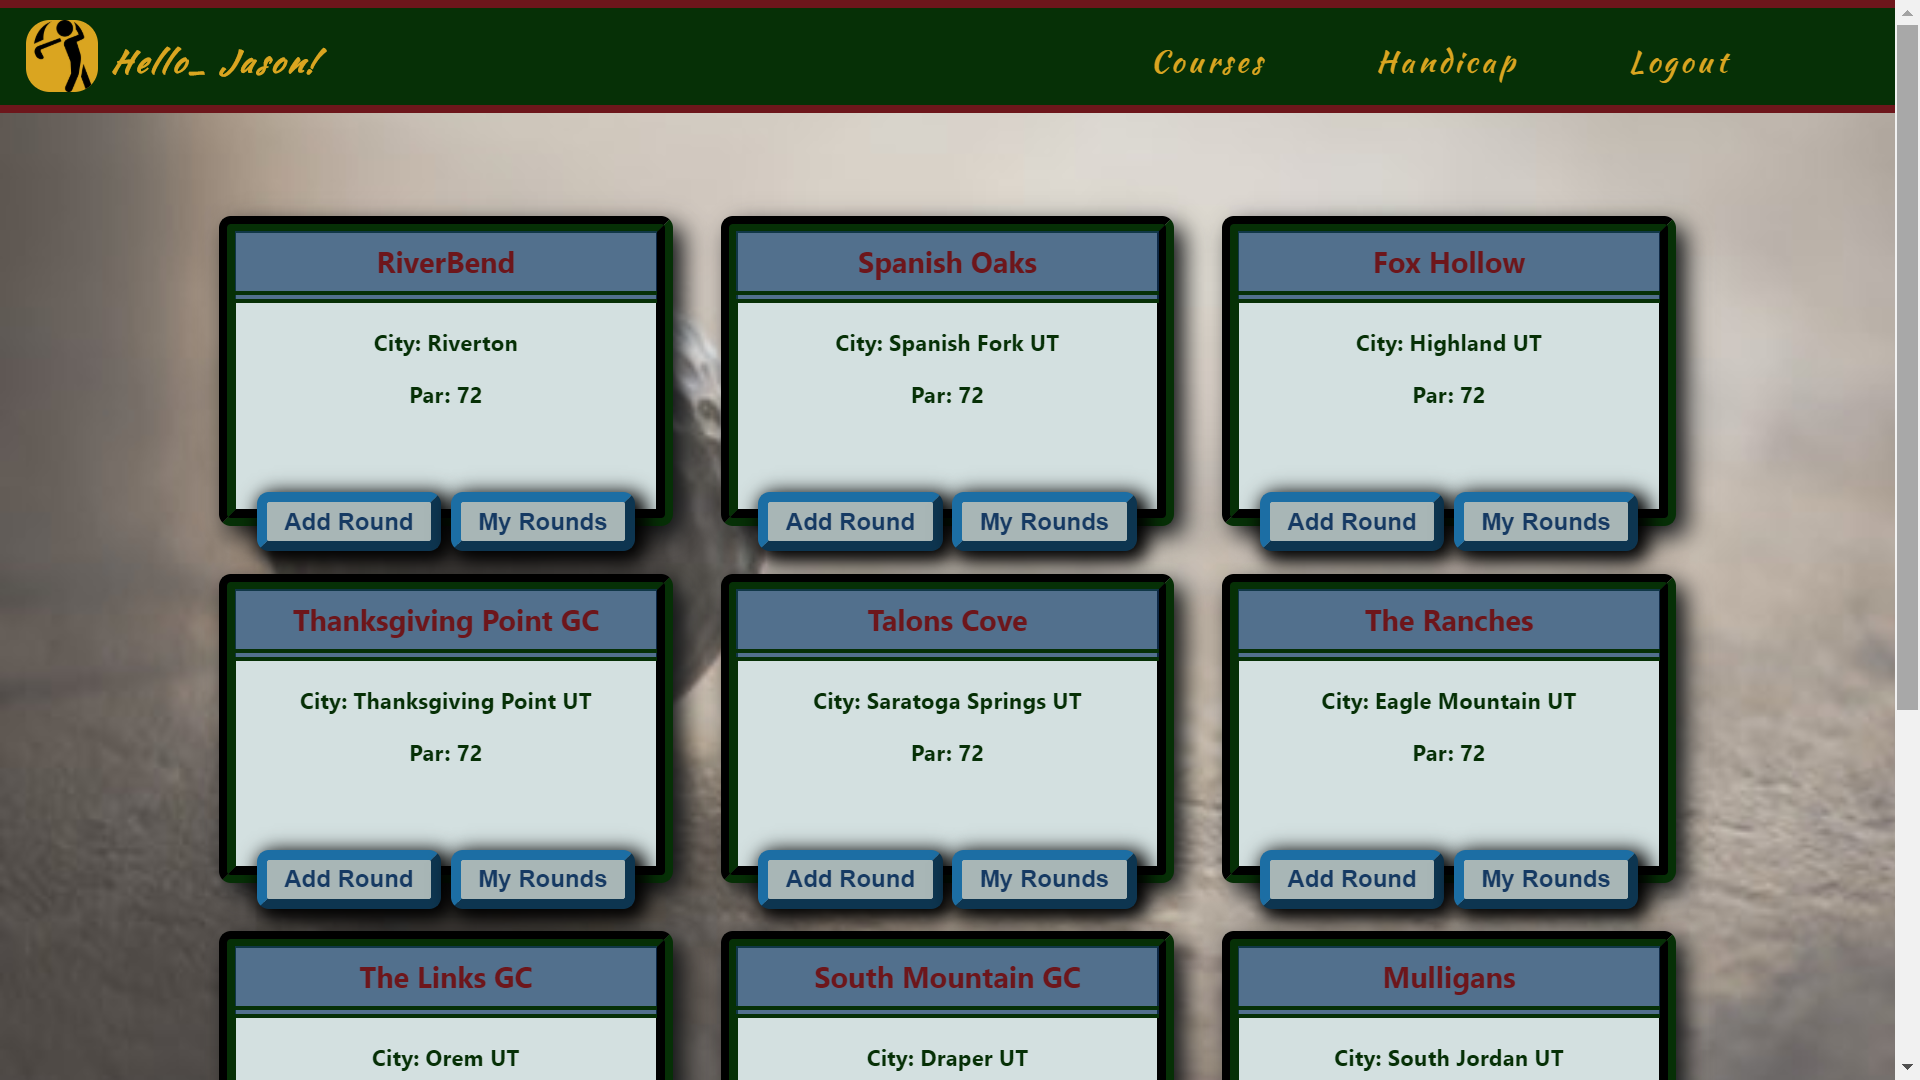 Hello_ Jason!
Courses
Handicap
Logout
RiverBend
City: Riverton
Par: 72
Add Round
My Rounds
Spanish Oaks
City: Spanish Fork UT
Par: 72
Add Round
My Rounds
Fox Hollow
City: Highland UT
Par: 72
Add Round
My Rounds
Thanksgiving Point GC
City: Thanksgiving Point UT
Par: 72
Add Round
My Rounds
Talons Cove
City: Saratoga Springs UT
Par: 72
Add Round
My Rounds
The Ranches
City: Eagle Mountain UT
Par: 72
Add Round
My Rounds
The Links GC
City: Orem UT
South Mountain GC
City: Draper UT
Mulligans
City: South Jordan UT